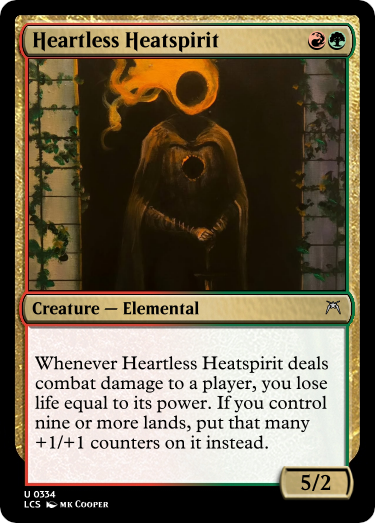 Heartless Heatspirit
Creature — Elemental
Whenever Heartless Heatspirit deals
combat damage to a player, you lose
life equal to its power. If you control
nine or more lands, put that many
+1/+1 counters on it instead.
5/2
U 0334
LCS MK COOPER